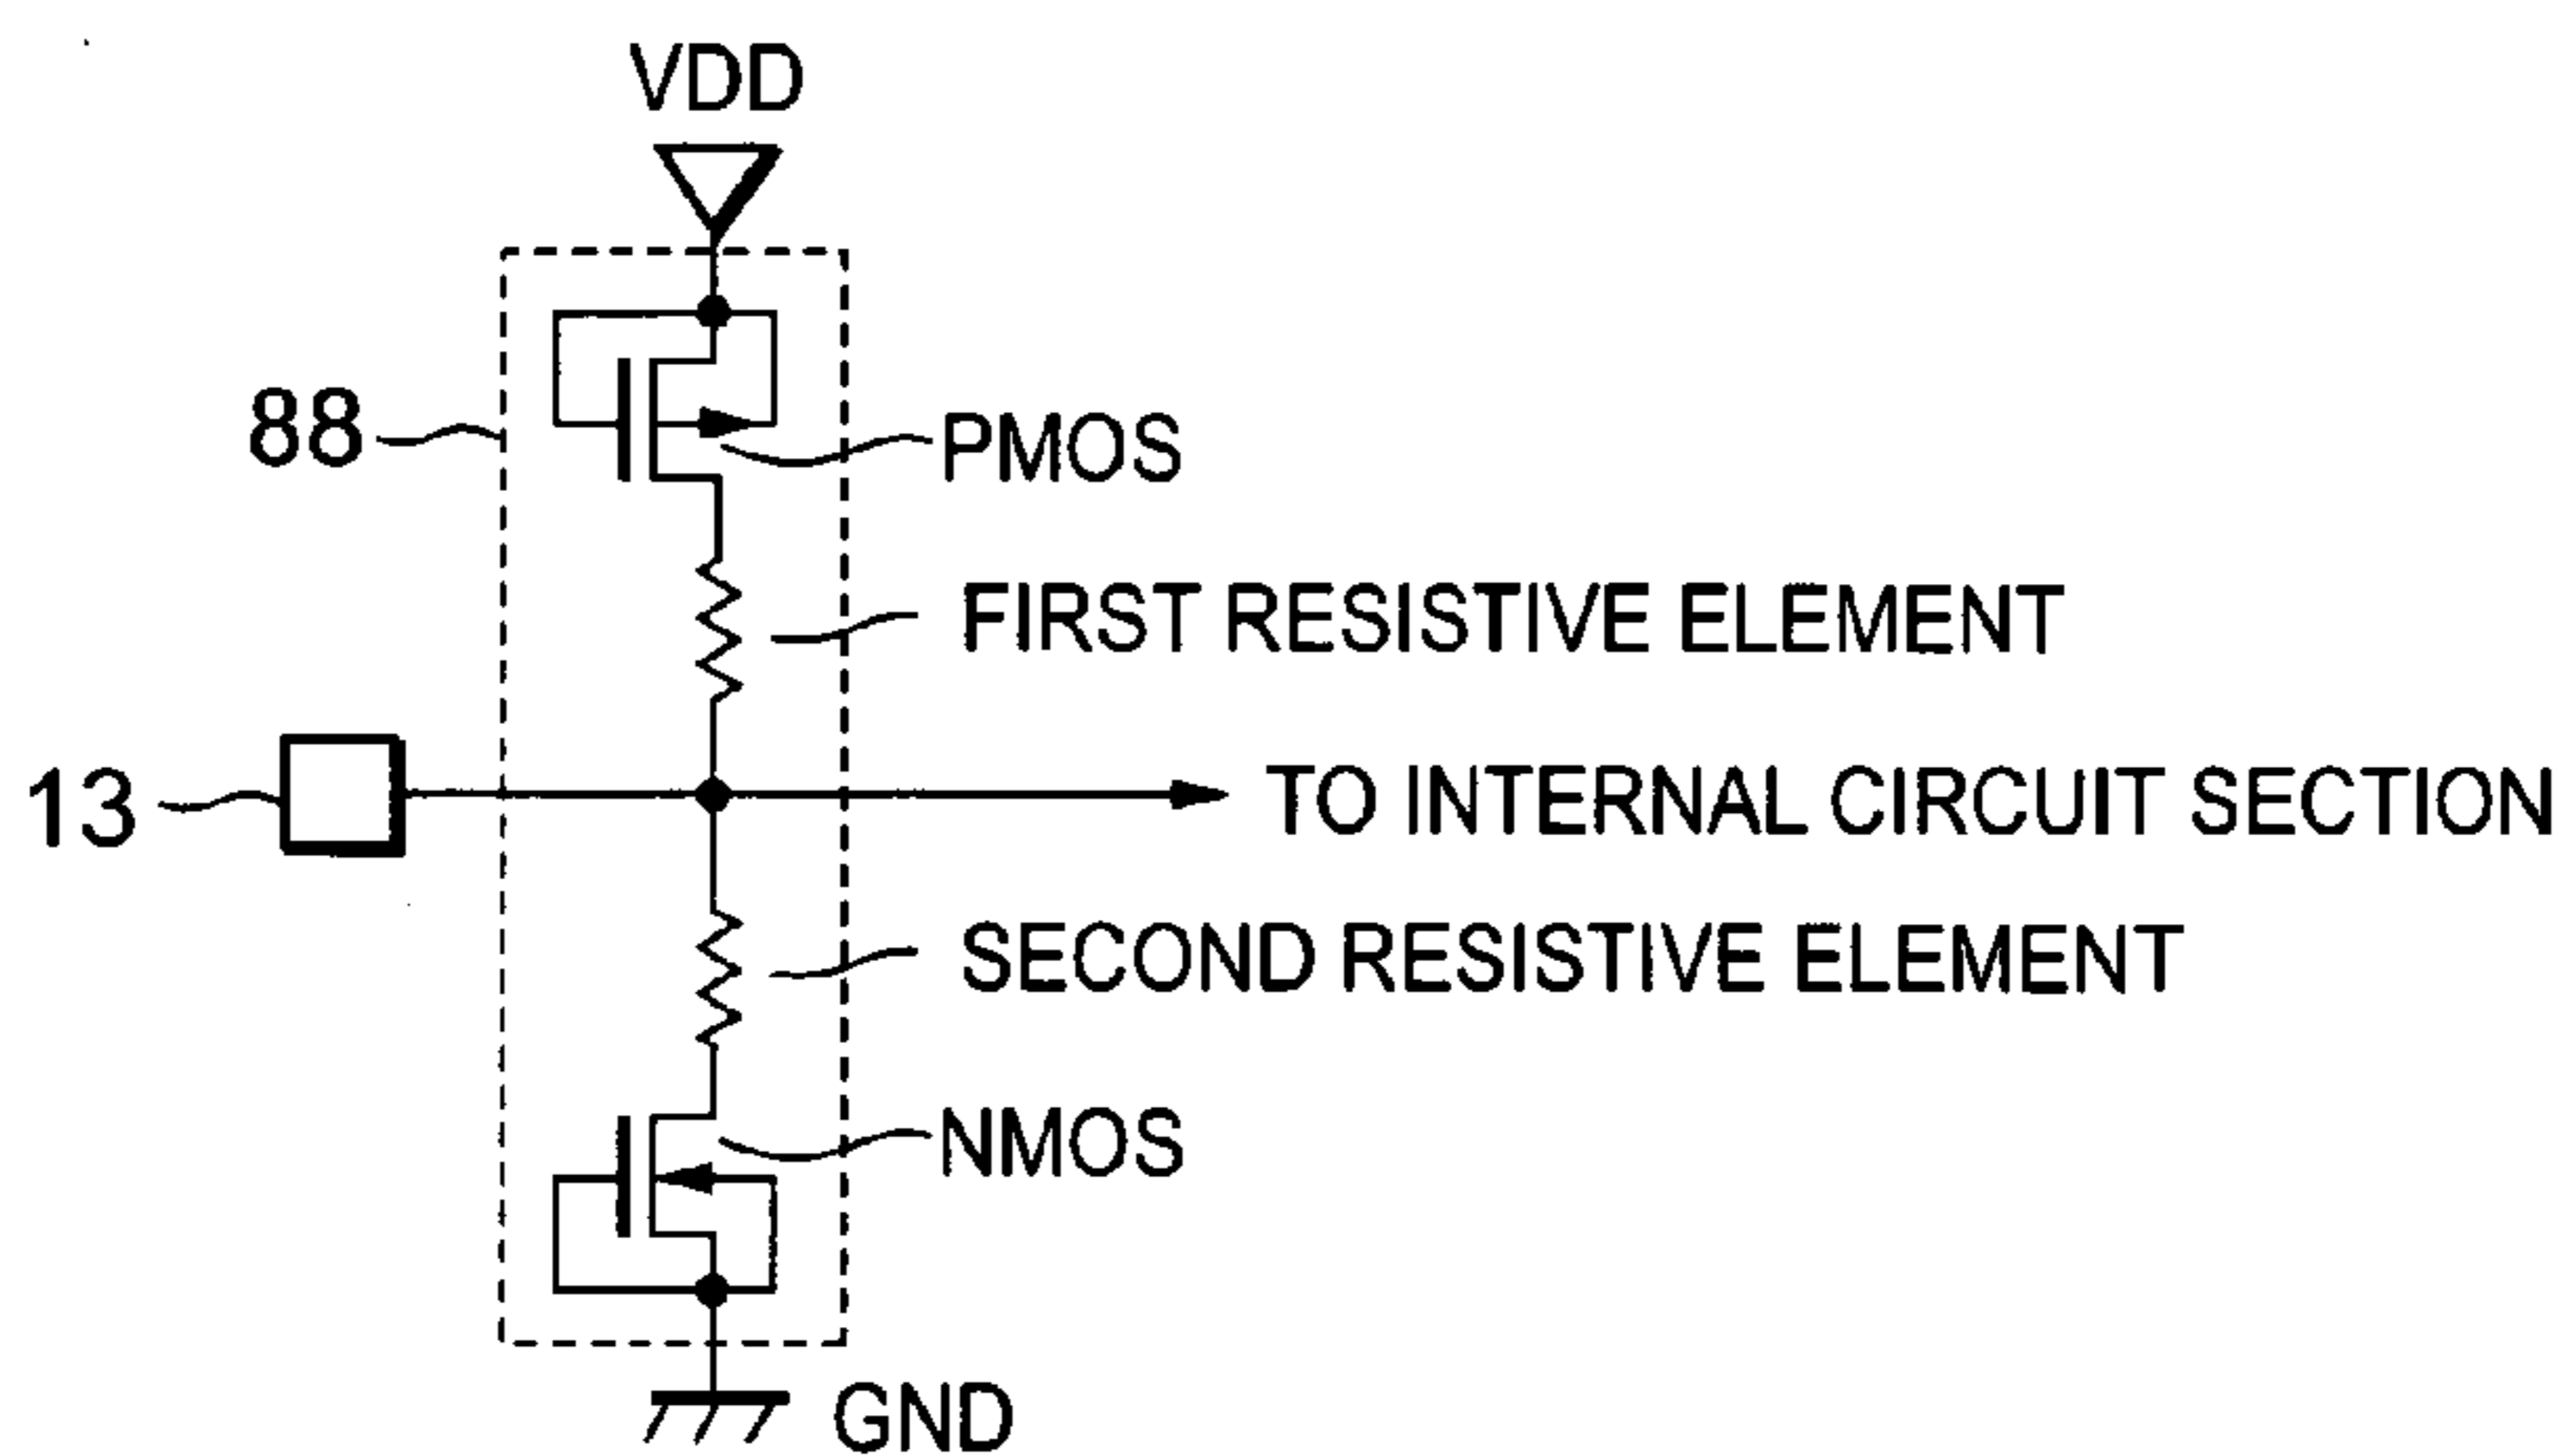 VDD
88
PMOS
FIRST RESISTIVE ELEMENT
13
TO INTERNAL CIRCUIT SECTION
SECOND RESISTIVE ELEMENT
NMOS
GND